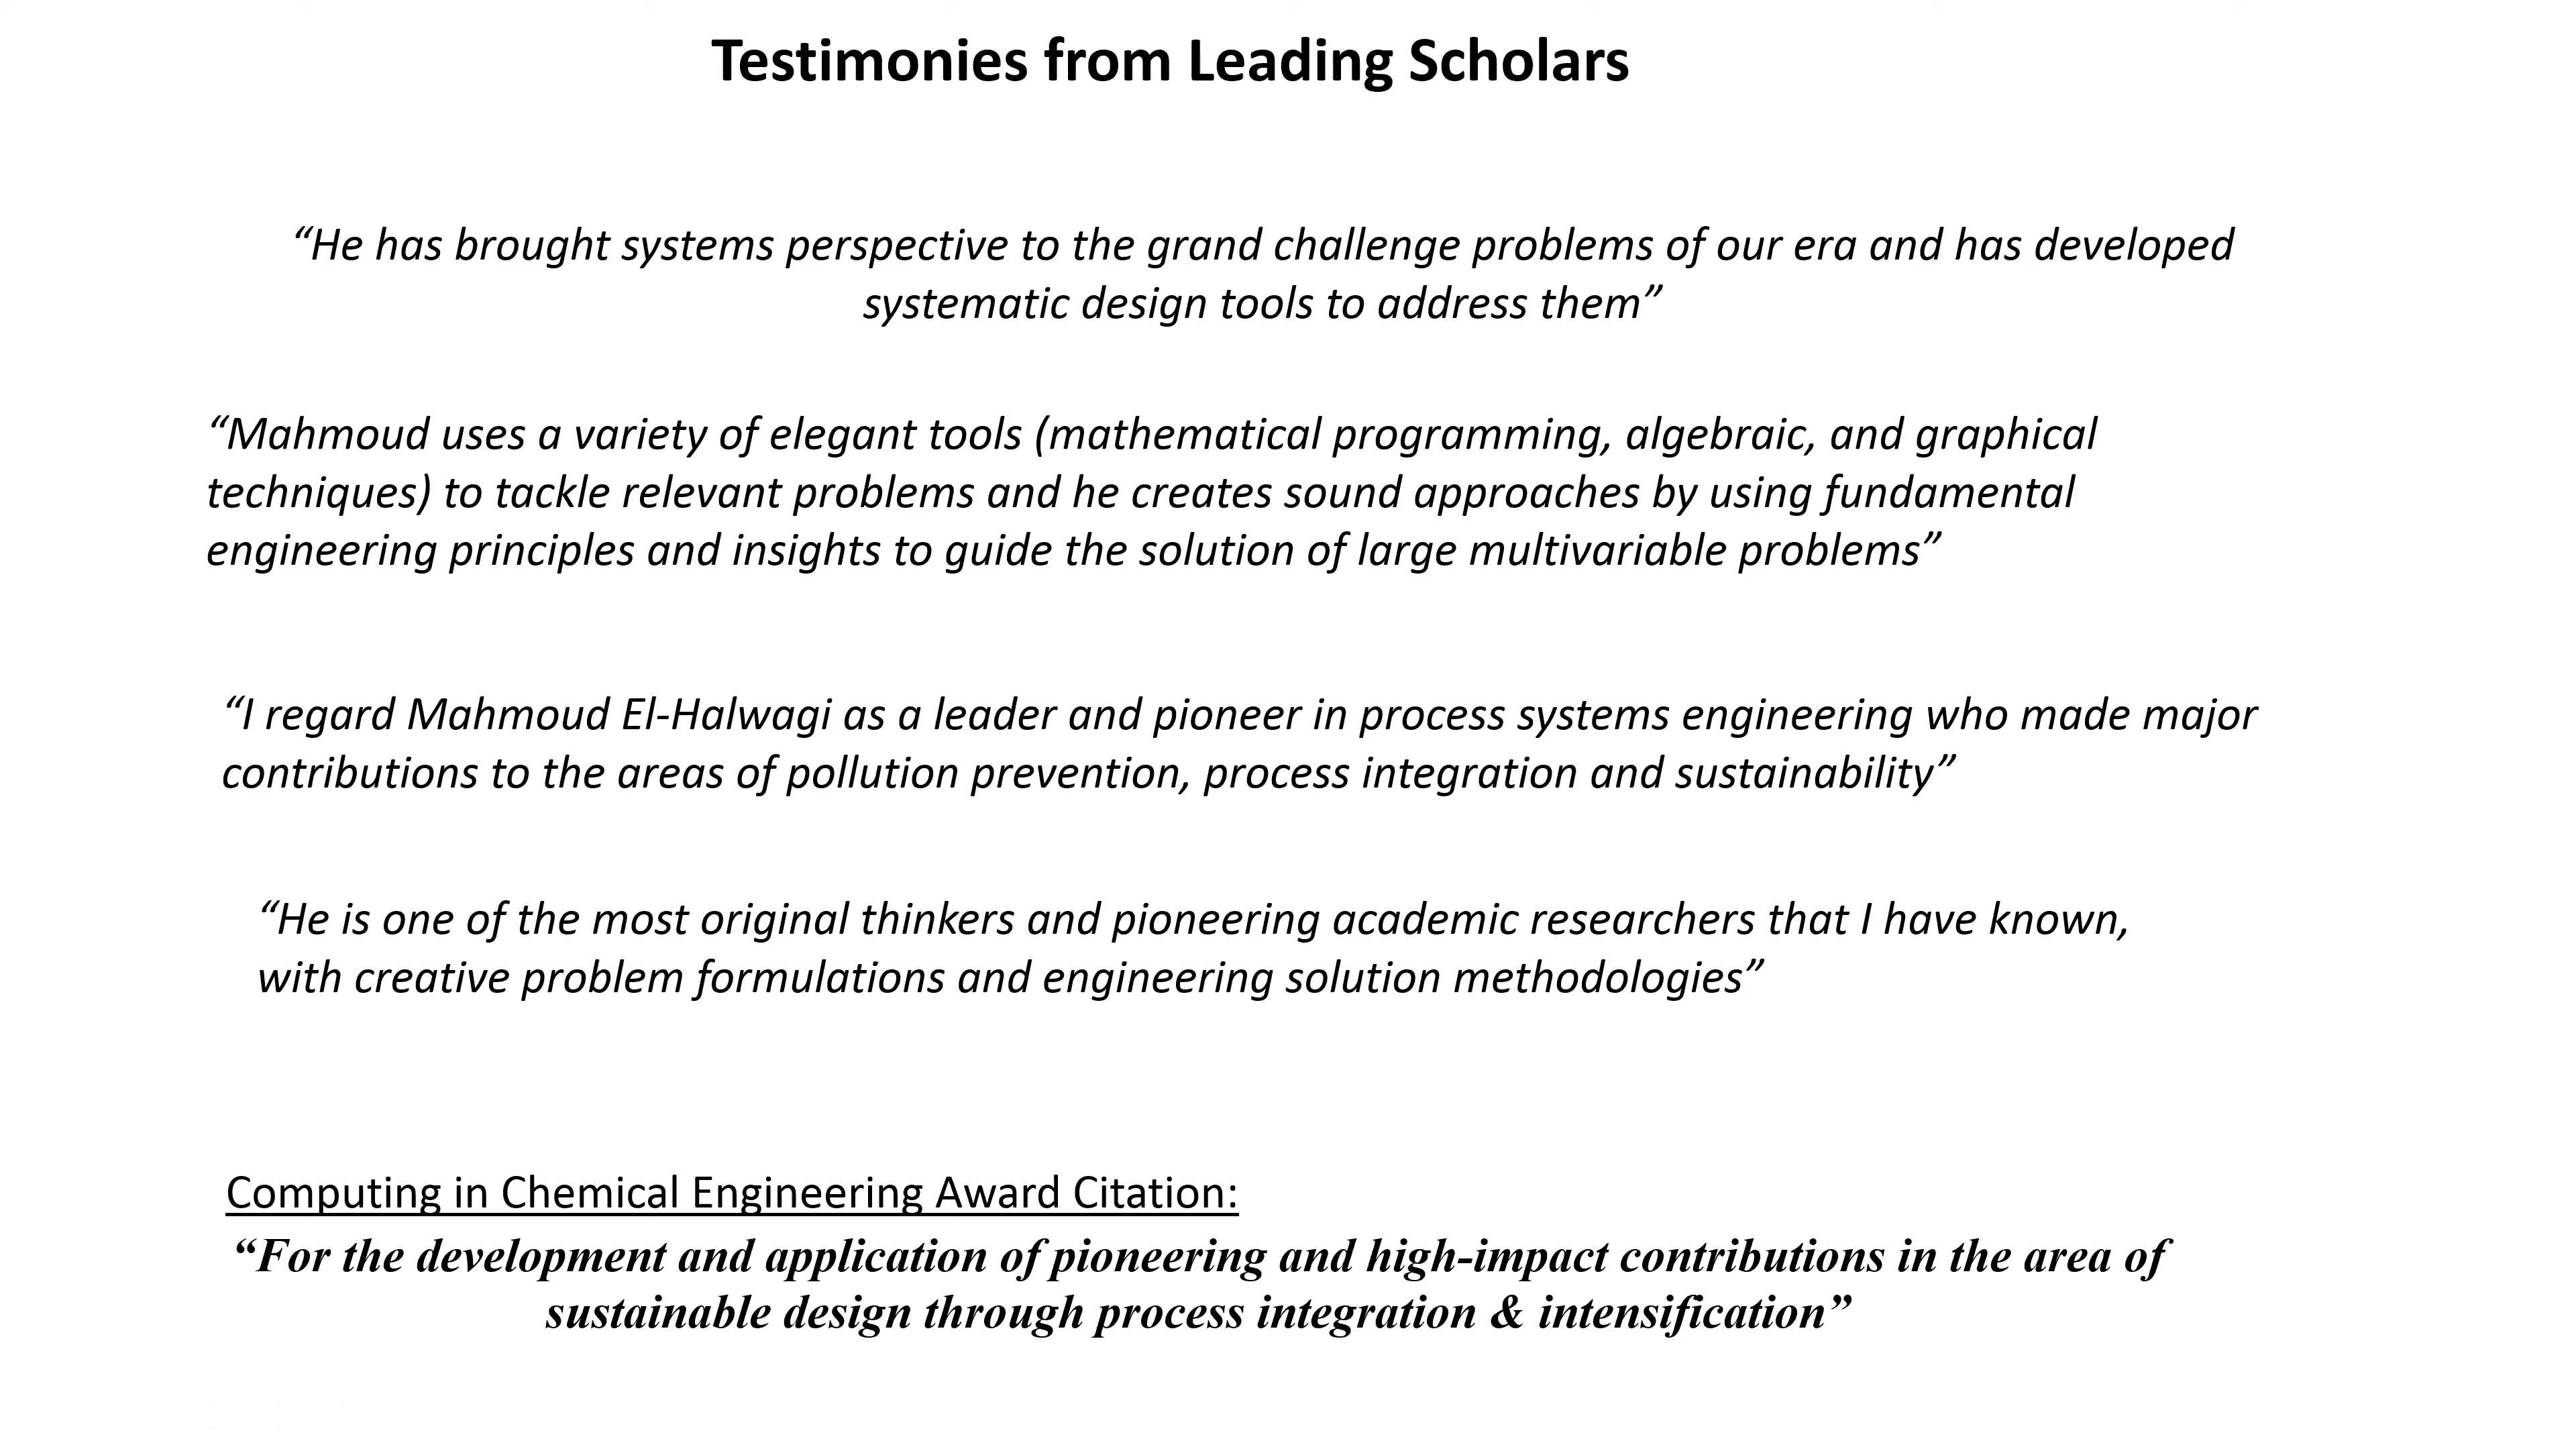 Testimonies from Leading Scholars
“He has brought systems perspective to the grand challenge problems of our era and has developed
systematic design tools to address them”
“Mahmoud uses a variety of elegant tools (mathematical programming, algebraic, and graphical
techniques) to tackle relevant problems and he creates sound approaches by using fundamental
engineering principles and insights to guide the solution of large multivariable problems”
“I regard Mahmoud El-Halwagi as a leader and pioneer in process systems engineering who made major
contributions to the areas of pollution prevention, process integration and sustainability”
“He is one of the most original thinkers and pioneering academic researchers that I have known,
with creative problem formulations and engineering solution methodologies”
Computing in Chemical Engineering Award Citation:
“For the development and application of pioneering and high-impact contributions in the area of
sustainable design through process integration & intensification”